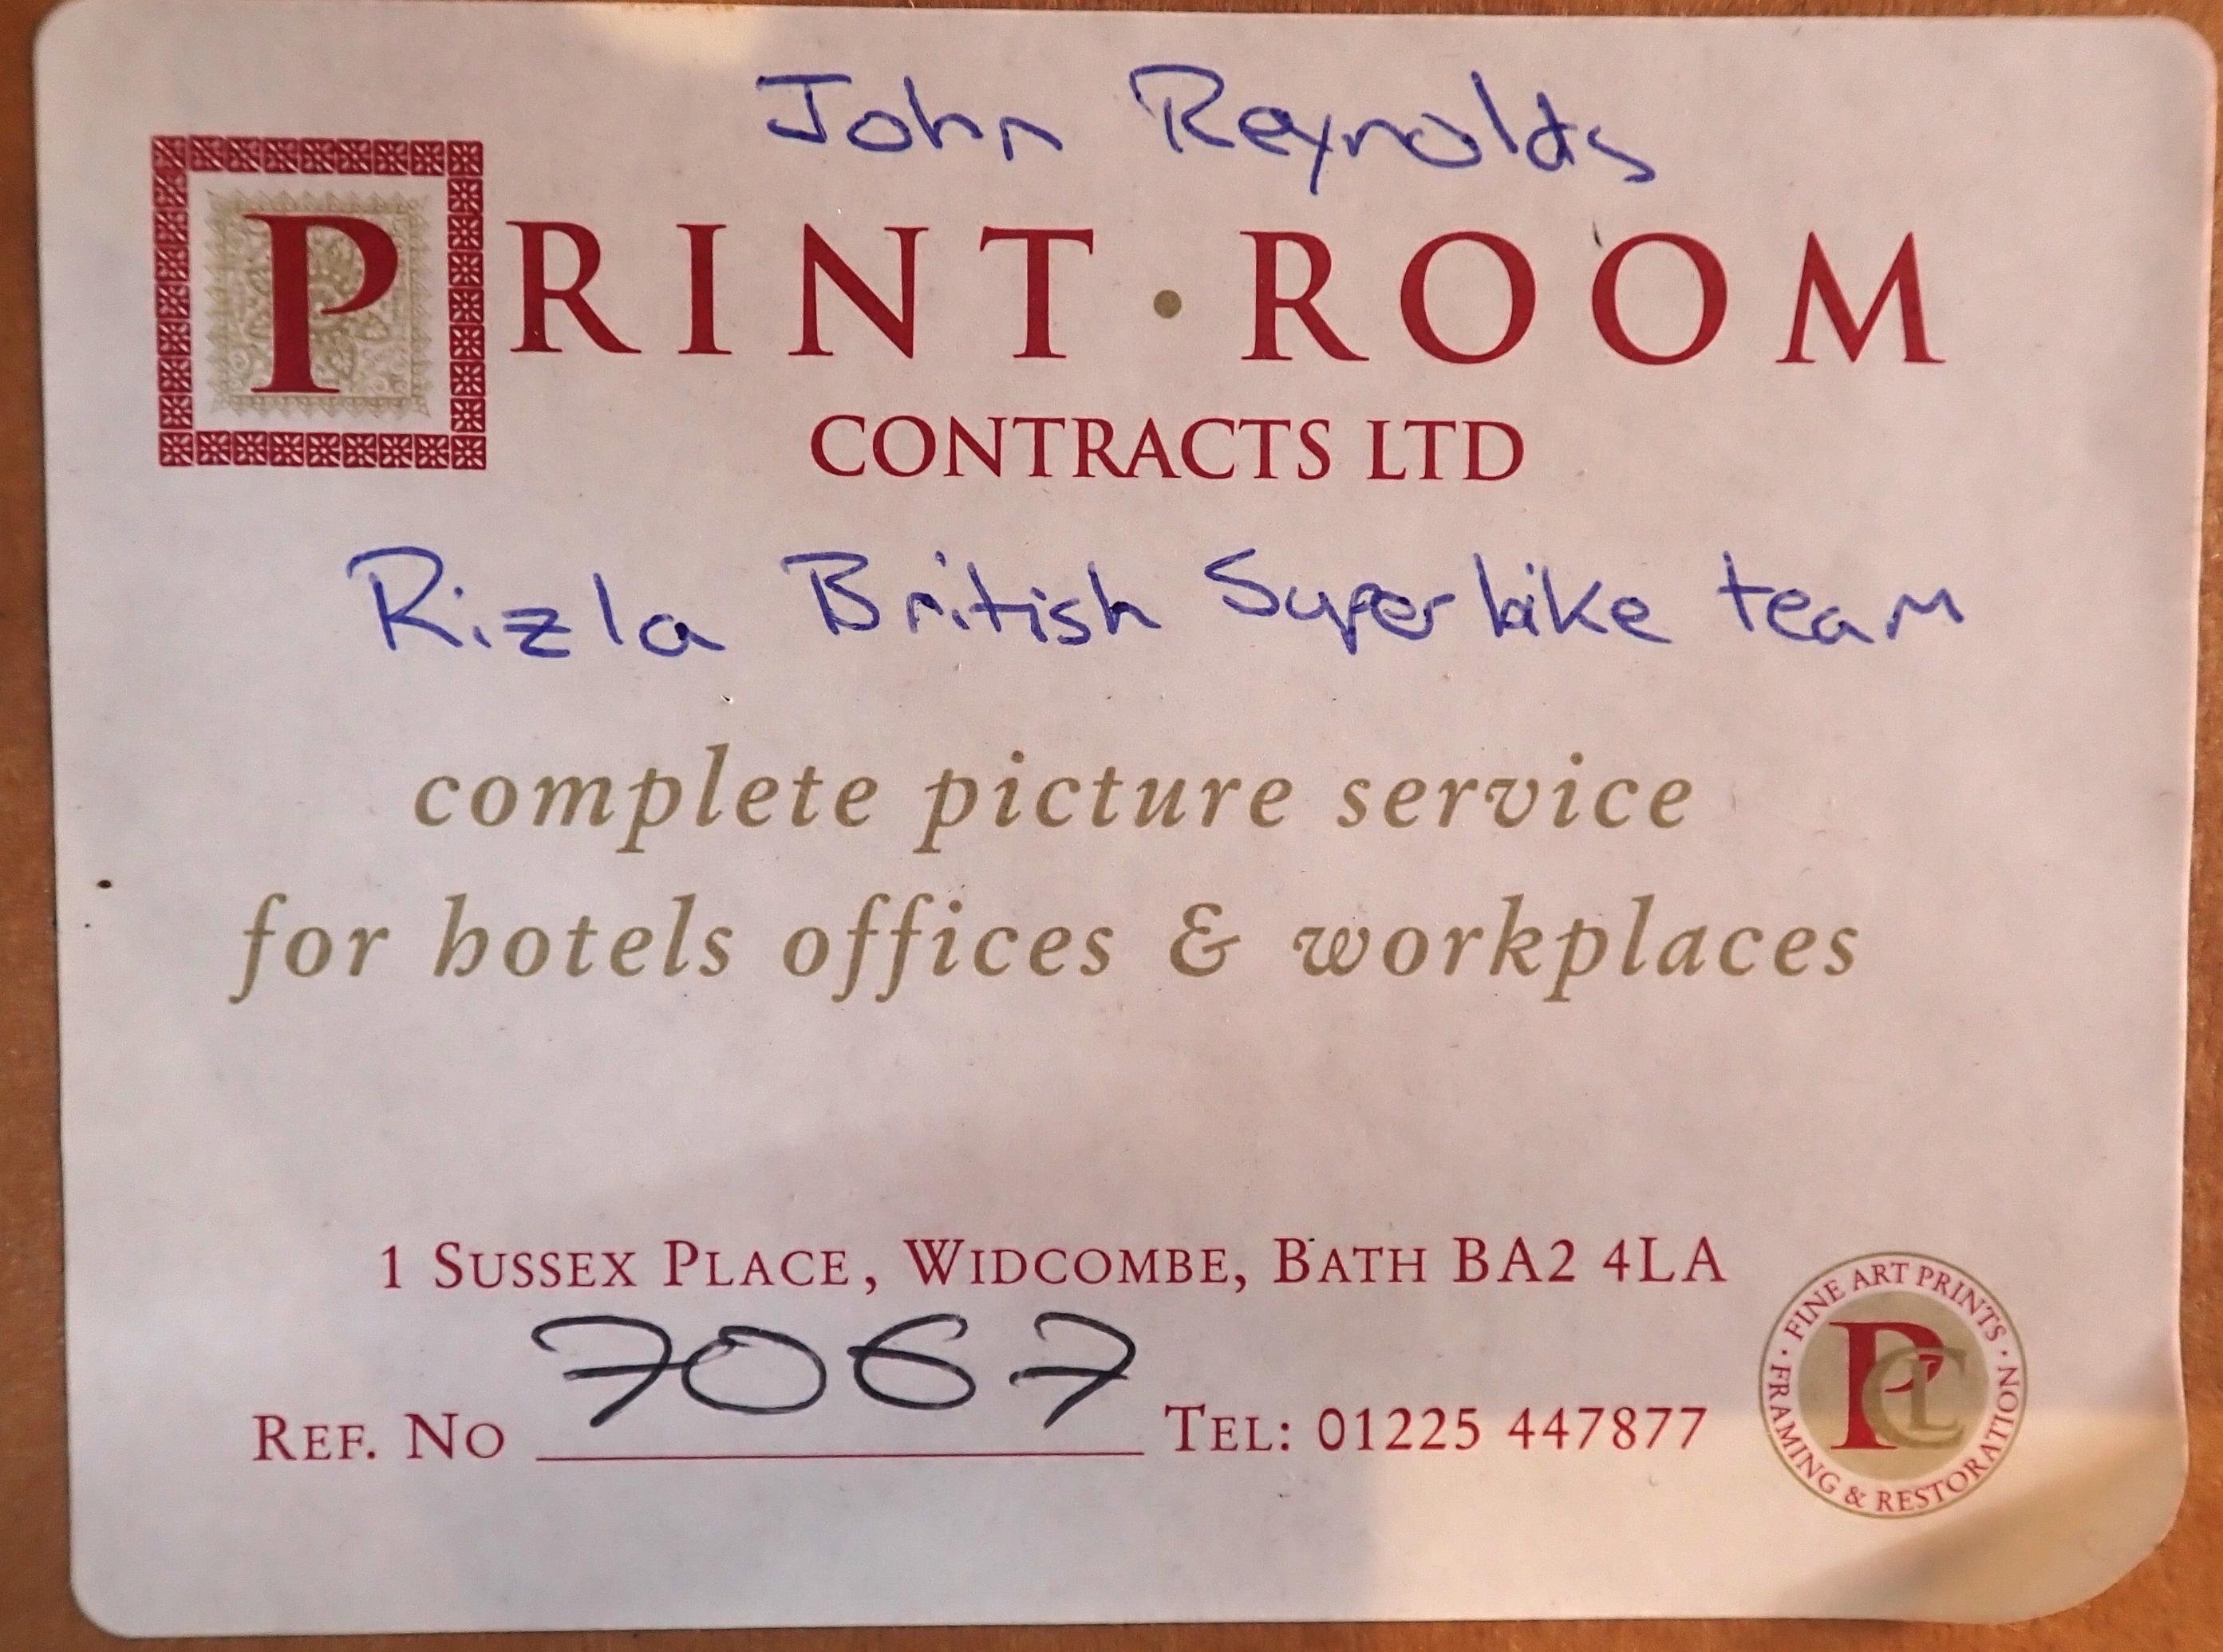 John Reynolds
PRINT · ROOM
CONTRACTS LTD
Rizla British Superbike team
complete picture service
for hotels offices & workplaces
1 SUSSEX PLACE, WIDCOMBE, BATH BA2 4LA
REF. NO 7067 TEL: 01225 447877
· FINE ART PRINTS · FRAMING & RESTORATION
PCL